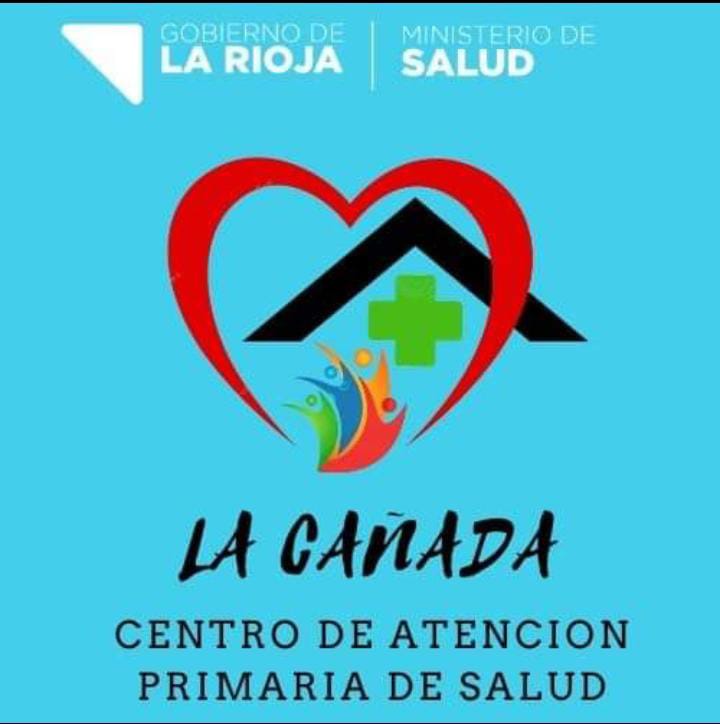 GOBIERNO DE
LA RIOJA
MINISTERIO DE
SALUD
LA CAÑADA
CENTRO DE ATENCION
PRIMARIA DE SALUD